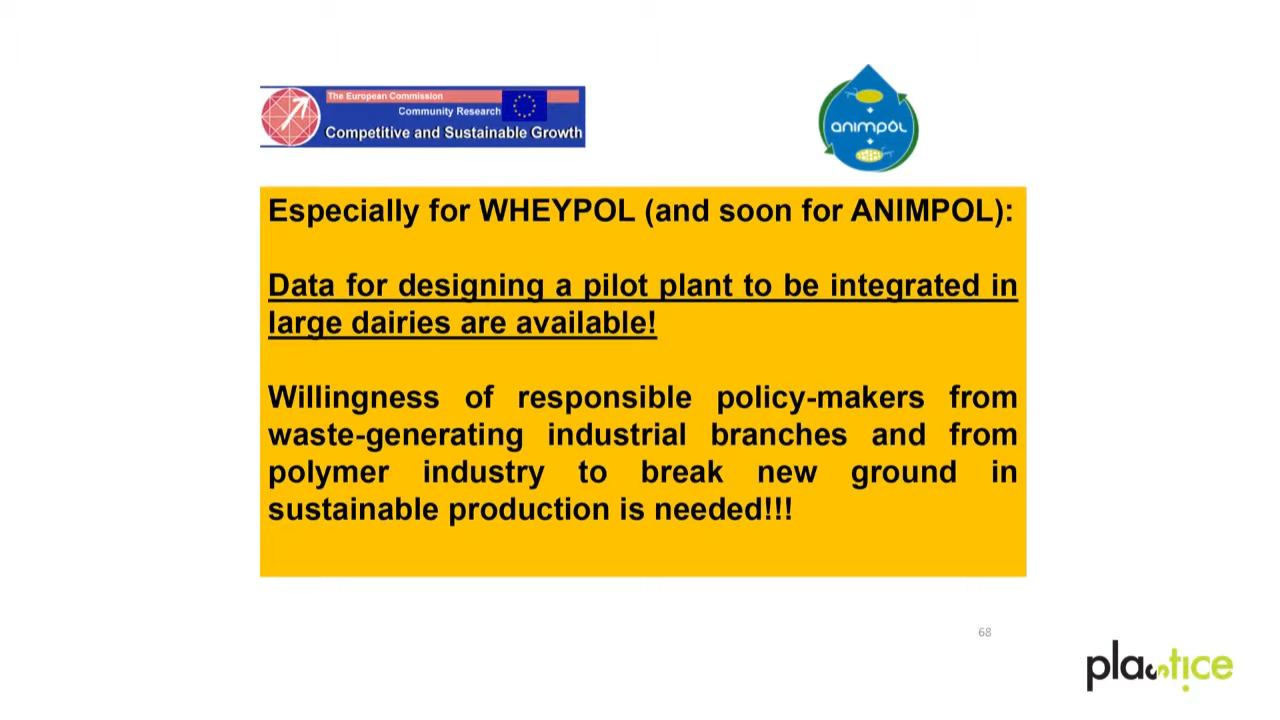 The European Commission
Community Research
Competitive and Sustainable Growth
anımpol
Especially for WHEYPOL (and soon for ANIMPOL):
Data for designing a pilot plant to be integrated in
large dairies are available!
Willingness of responsible policy-makers from
waste-generating industrial branches and from
polymer industry to break new ground in
sustainable production is needed!!!
68
plastice